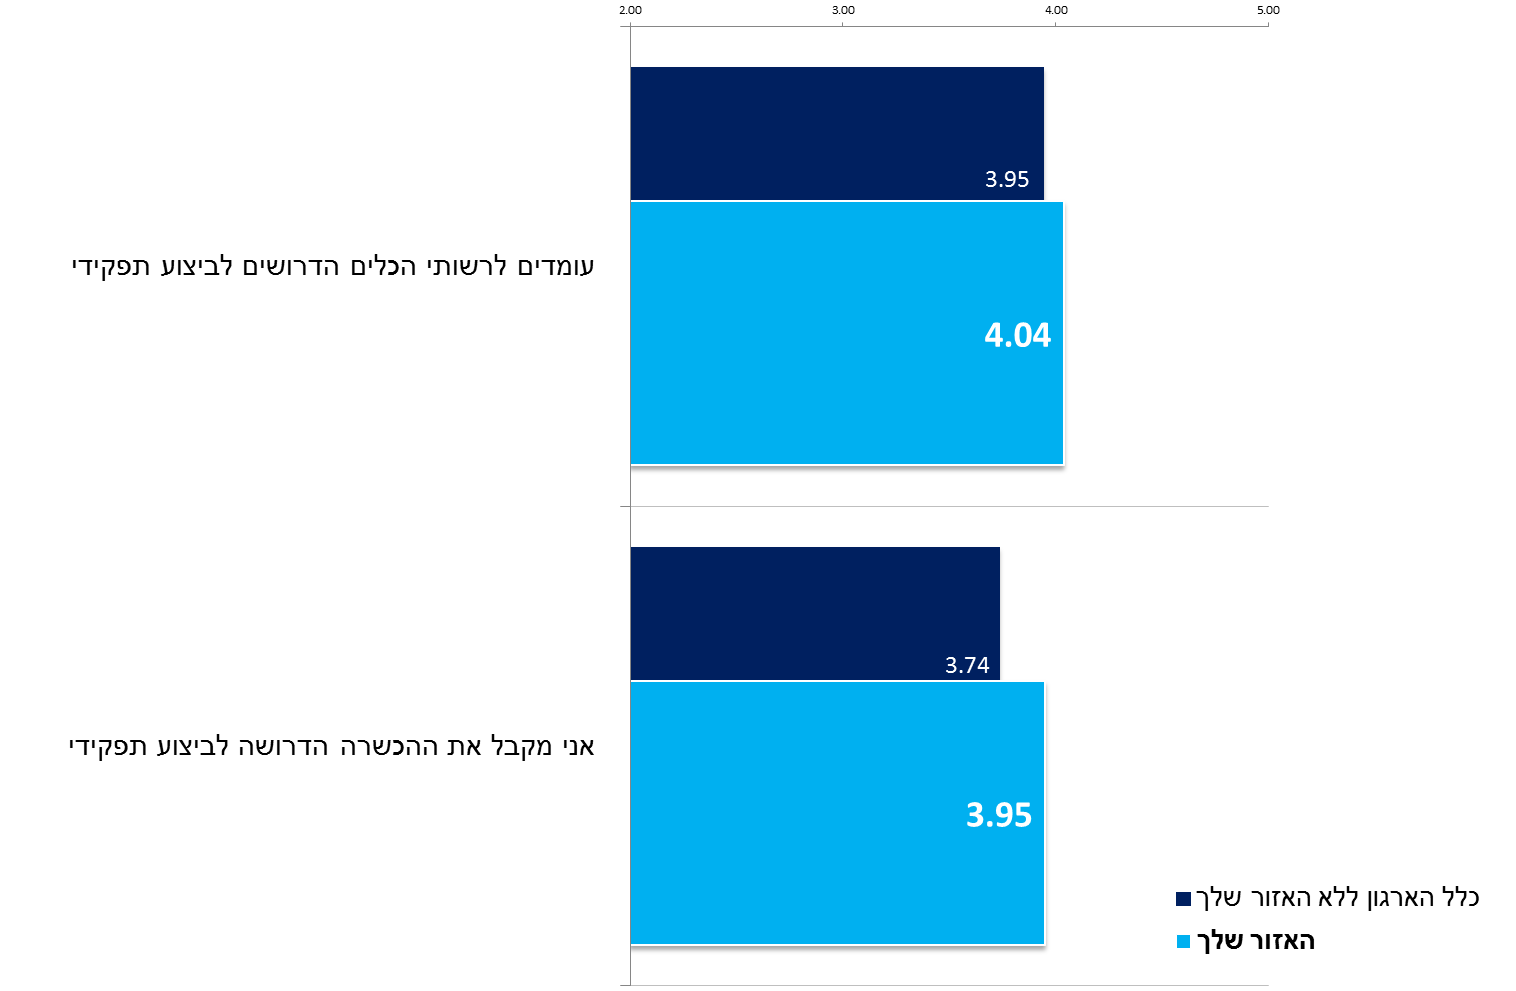 2.00 3.00 4.00 5.00
3.95
עומדים לרשותי הכלים הדרושים לביצוע תפקידי
4.04
3.74
אני מקבל את ההכשרה הדרושה לביצוע תפקידי
3.95
כלל הארגון ללא האזור שלך
האזור שלך